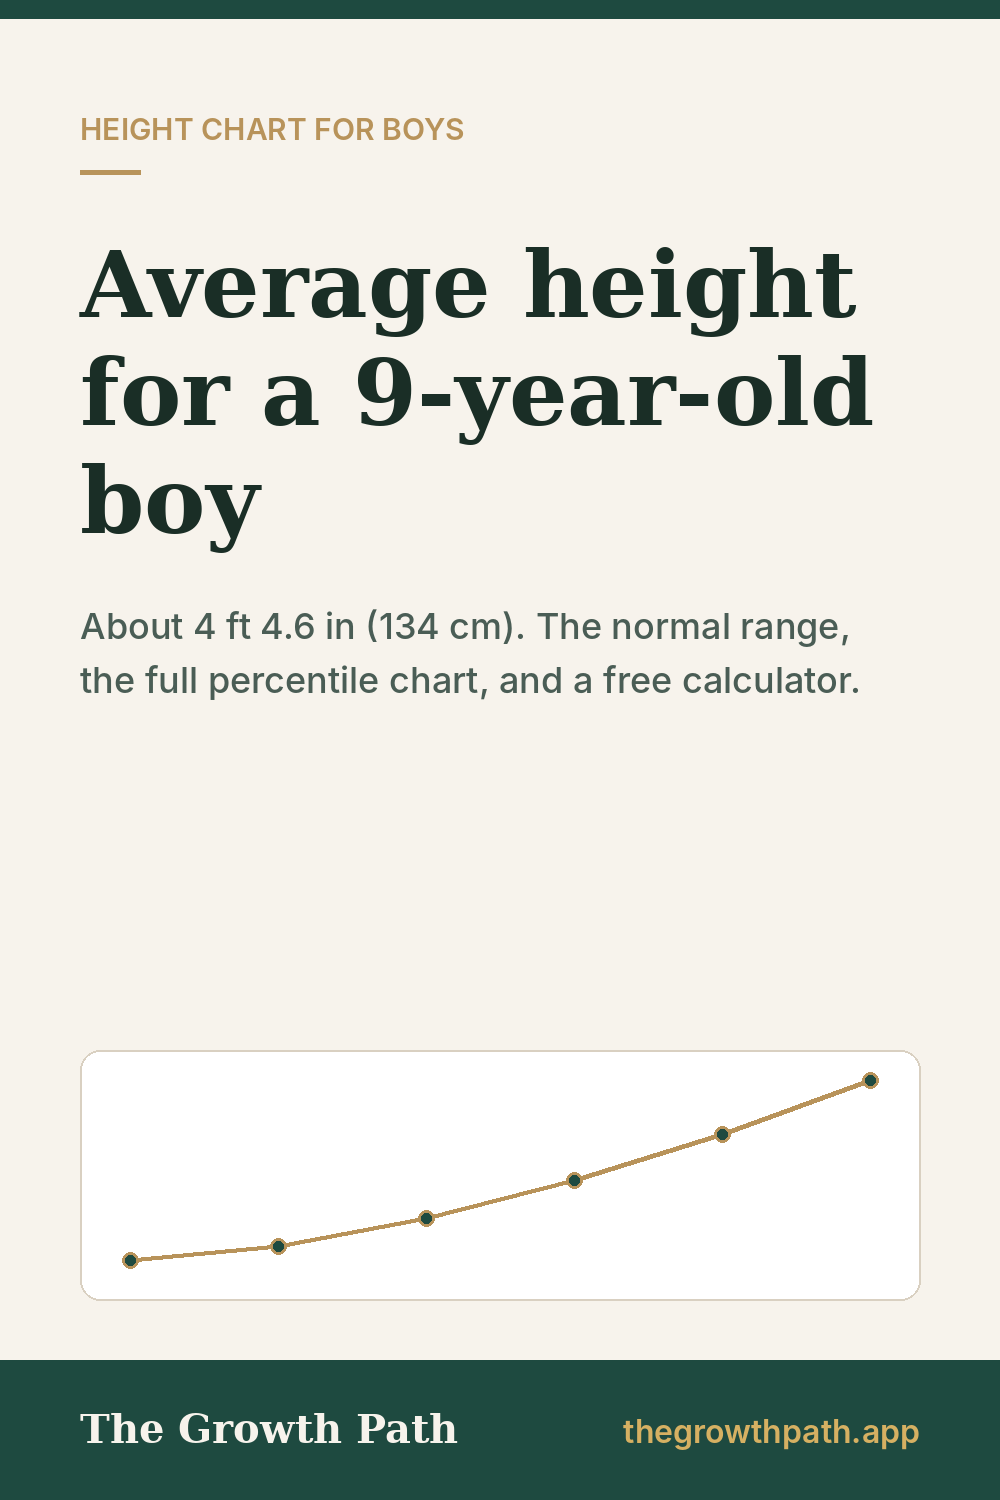 HEIGHT CHART FOR BOYS
Average height
for a 9-year-old
boy
About 4 ft 4.6 in (134 cm). The normal range,
the full percentile chart, and a free calculator.
The Growth Path
thegrowthpath.app